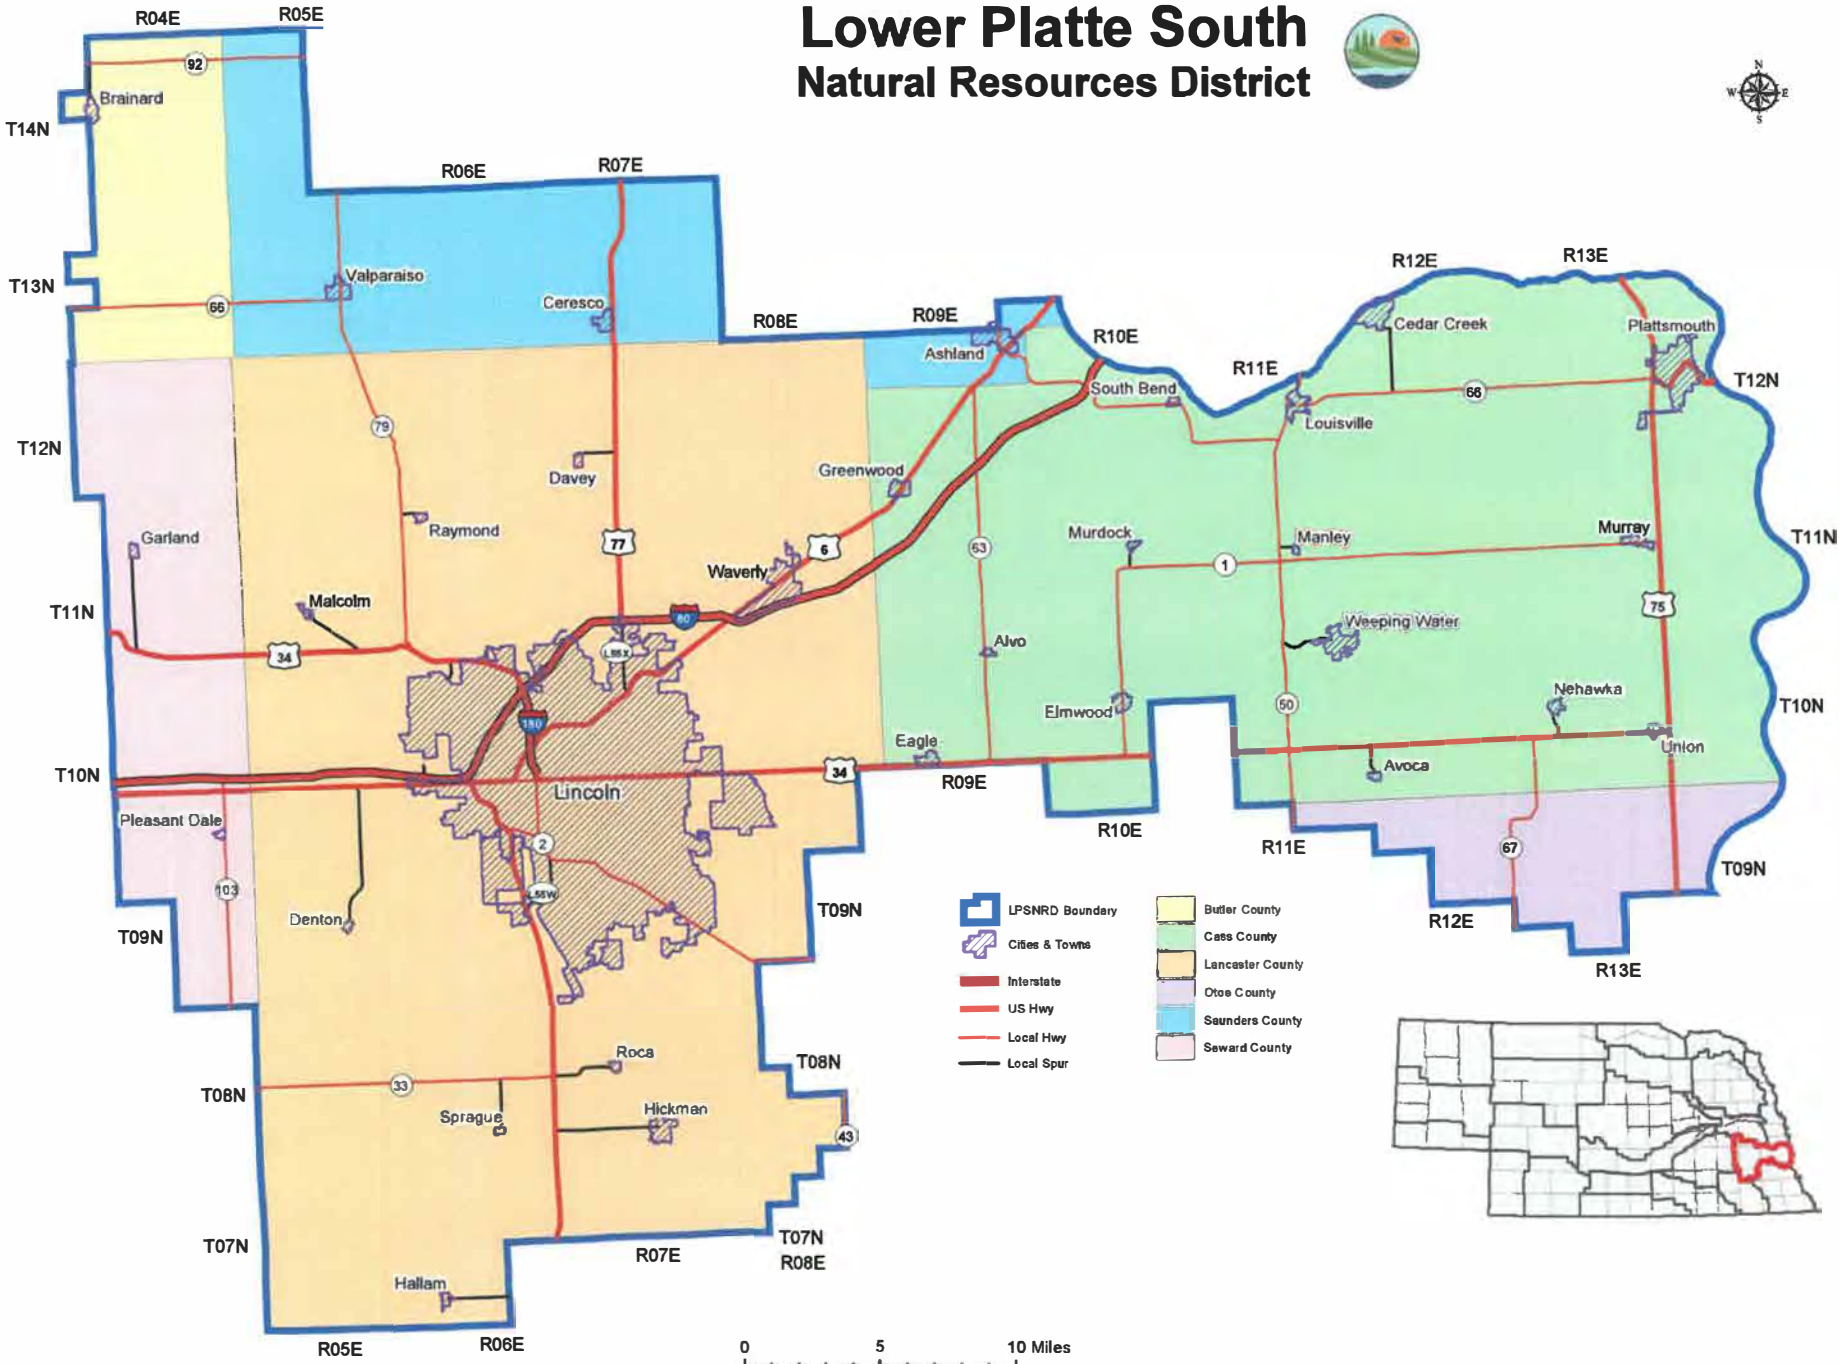 Lower Platte South
Natural Resources District
N
W E
S
R04E
R05E
92
Brainard
T14N
R06E
R07E
T13N
Valparaiso
66
Ceresco
R08E
R09E
Ashland
R10E
R12E
R13E
Cedar Creek
Plattsmouth
R11E
T12N
South Bend
66
Louisville
79
T12N
Davey
Greenwood
Raymond
Garland
77
6
63
Murdock
Manley
Murray
T11N
1
Waverly
Malcolm
T11N
80
75
Weeping Water
34
L55X
Alvo
Nehawka
Elmwood
50
T10N
180
Eagle
Union
Avoca
T10N
34
R09E
Lincoln
Pleasant Dale
R10E
2
R11E
67
T09N
103
L55W
Denton
T09N
T09N
R12E
R13E
LPSNRD Boundary
Cities & Towns
Interstate
US Hwy
Local Hwy
Local Spur
Butler County
Cass County
Lancaster County
Otoe County
Saunders County
Seward County
Roca
T08N
T08N
33
Sprague
Hickman
43
T07N
R07E
T07N
R08E
Hallam
R05E
R06E
0 5 10 Miles